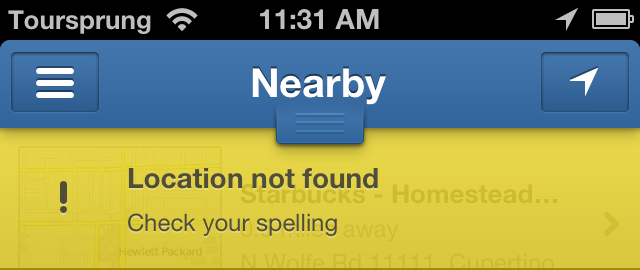 Toursprung 11:31 AM
Nearby
Location not found
Check your spelling
Starbucks - Homestead...
away
Hewlett Packard
N Wolfe Rd 11111, Cupertino